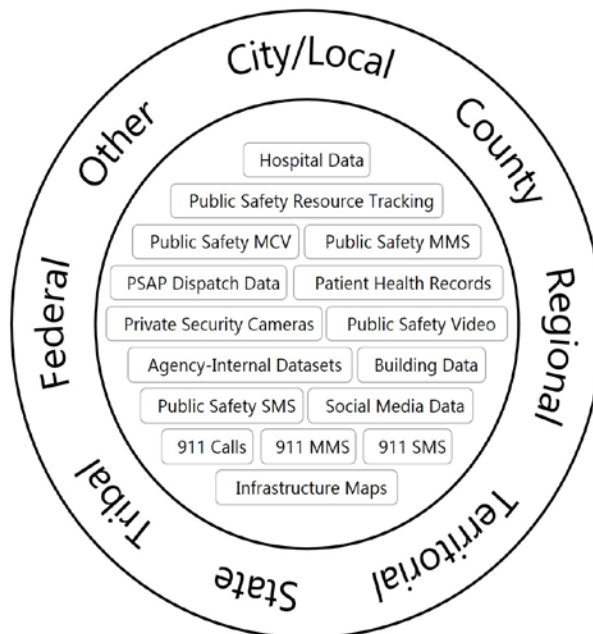 City/Local
County
Regional
Territorial
State
Tribal
Federal
Other
Hospital Data
Public Safety Resource Tracking
Public Safety MCV Public Safety MMS
PSAP Dispatch Data Patient Health Records
Private Security Cameras Public Safety Video
Agency-Internal Datasets Building Data
Public Safety SMS Social Media Data
911 Calls 911 MMS 911 SMS
Infrastructure Maps